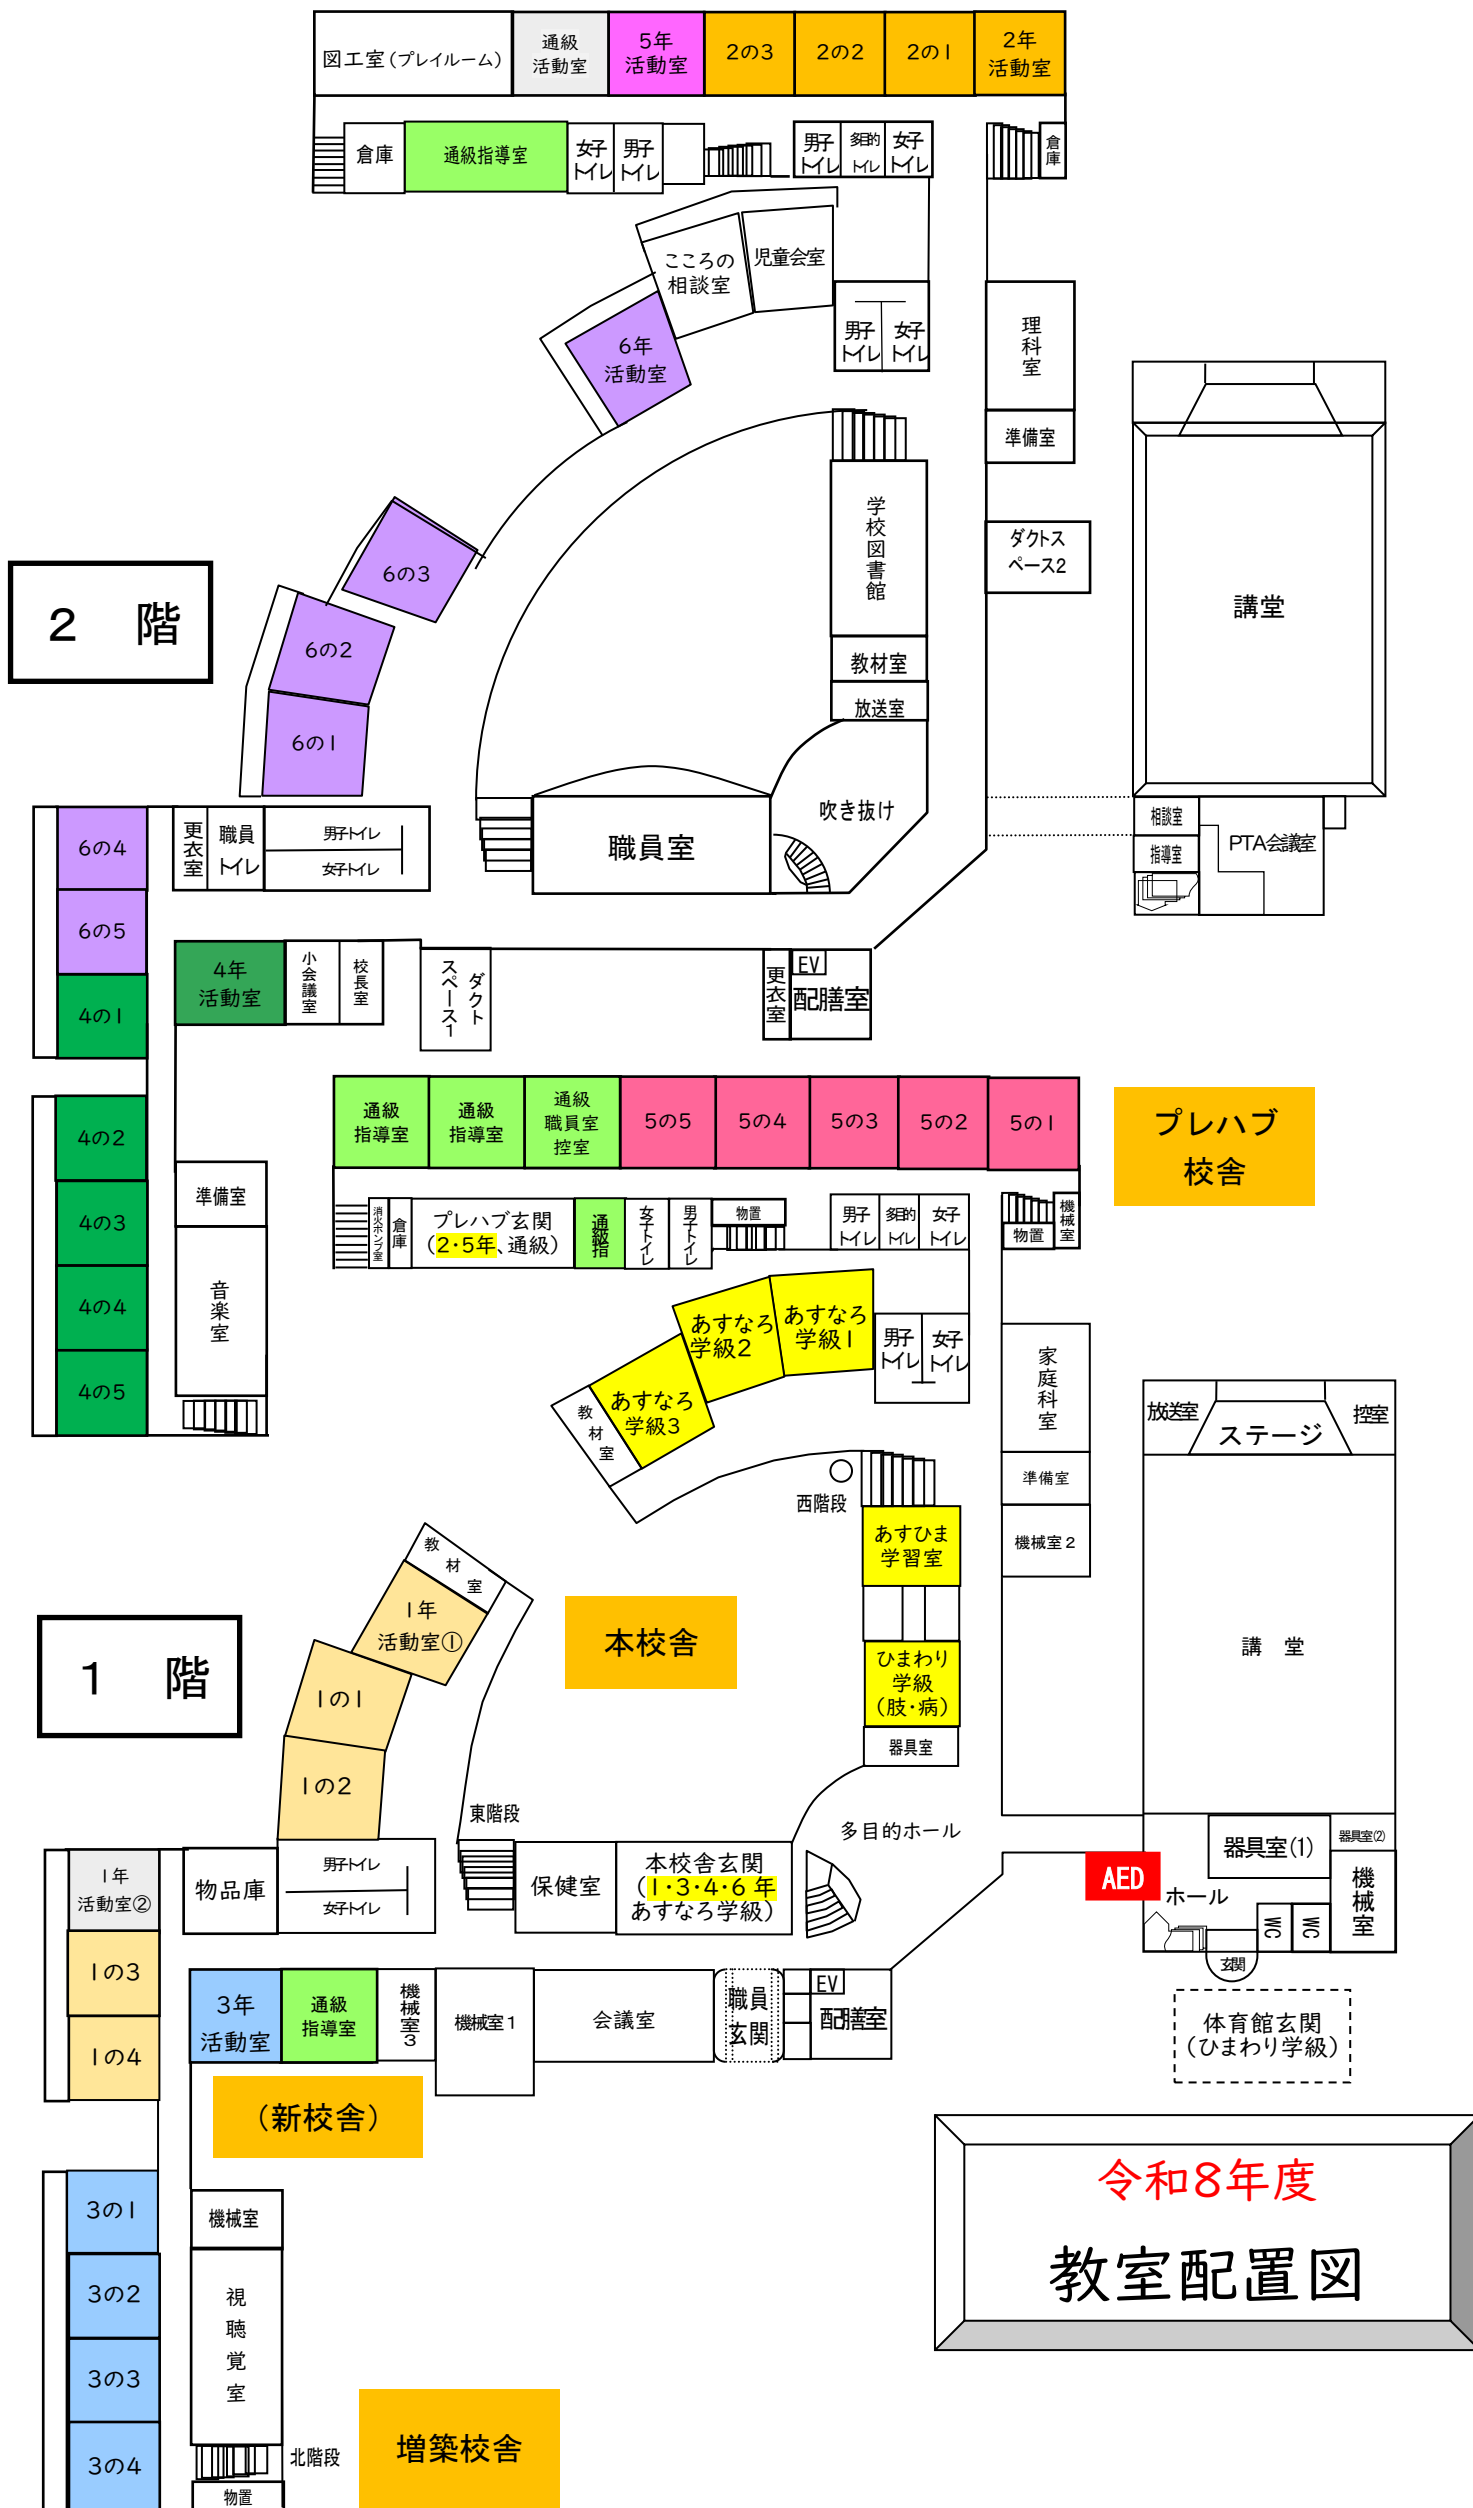 図工室(プレイルーム)
通級
活動室
5年
活動室
2の3
2の2
2の1
2年
活動室
倉庫
通級指導室
女子
トイレ
男子
トイレ
男子
トイレ
多目的
トイレ
女子
トイレ
倉庫
こころの
相談室
児童会室
6年
活動室
男子
トイレ
女子
トイレ
理科室
準備室
学校図書館
ダクトス
ペース2
講堂
6の3
2 階
6の2
6の1
教材室
放送室
吹き抜け
職員室
相談室
指導室
PTA会議室
6の4
更衣室
職員
トイレ
男子トイレ
女子トイレ
6の5
4年
活動室
小会議室
校長室
ダクト
スペース1
更衣室
EV
配膳室
4の1
4の2
4の3
4の4
4の5
準備室
音楽室
通級
指導室
通級
指導室
通級
職員室
控室
5の5
5の4
5の3
5の2
5の1
プレハブ
校舎
消火ポンプ室
倉庫
プレハブ玄関
(2・5年、通級)
通級指
女子トイレ
男子トイレ
物置
男子
トイレ
多目的
トイレ
女子
トイレ
物置
機械室
あすなろ
学級1
あすなろ
学級2
あすなろ
学級3
教材室
男子
トイレ
女子
トイレ
家庭科室
準備室
機械室2
放送室
ステージ
控室
西階段
あすひま
学習室
教材室
1年
活動室①
本校舎
1 階
1の1
1の2
ひまわり
学級
(肢・病)
器具室
講 堂
東階段
多目的ホール
1年
活動室②
物品庫
男子トイレ
女子トイレ
保健室
本校舎玄関
(1・3・4・6 年
あすなろ学級)
AED
ホール
器具室(1)
器具室(2)
機械室
WC
WC
玄関
1の3
1の4
3年
活動室
通級
指導室
機械室3
機械室1
会議室
職員
玄関
EV
配膳室
体育館玄関
(ひまわり学級)
(新校舎)
3の1
3の2
3の3
3の4
機械室
視聴覚室
北階段
物置
増築校舎
令和8年度
教室配置図